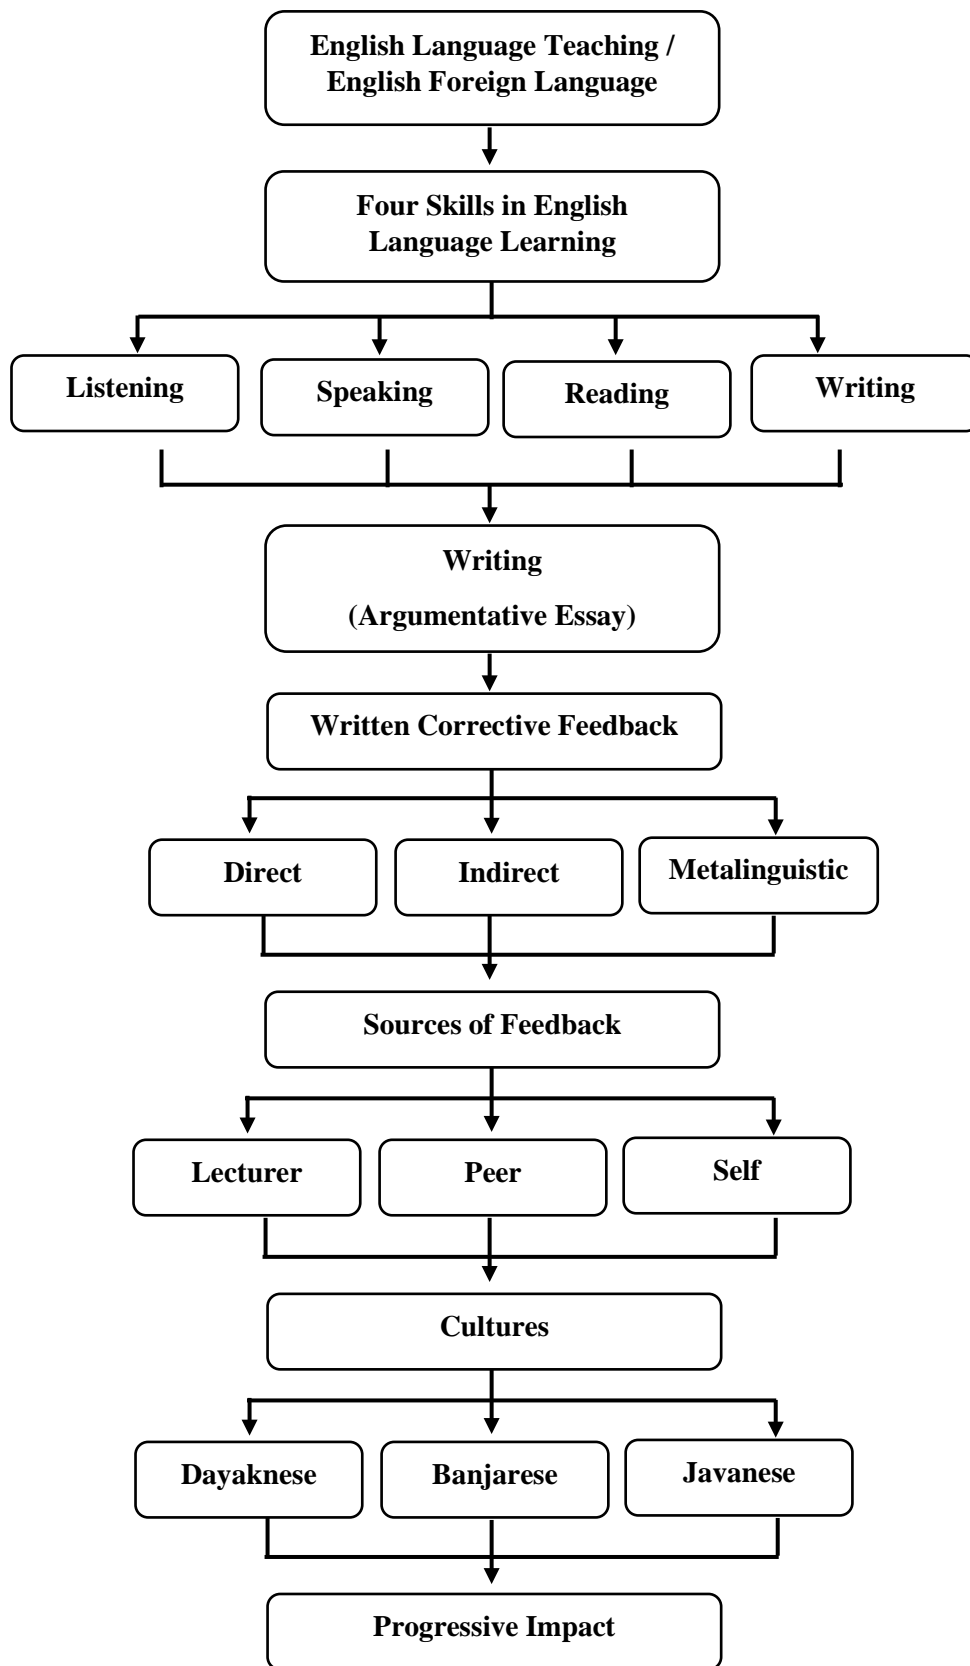 English Language Teaching /
English Foreign Language
Four Skills in English
Language Learning
Listening
Speaking
Reading
Writing
Writing
(Argumentative Essay)
Written Corrective Feedback
Direct
Indirect
Metalinguistic
Sources of Feedback
Lecturer
Peer
Self
Cultures
Dayaknese
Banjarese
Javanese
Progressive Impact